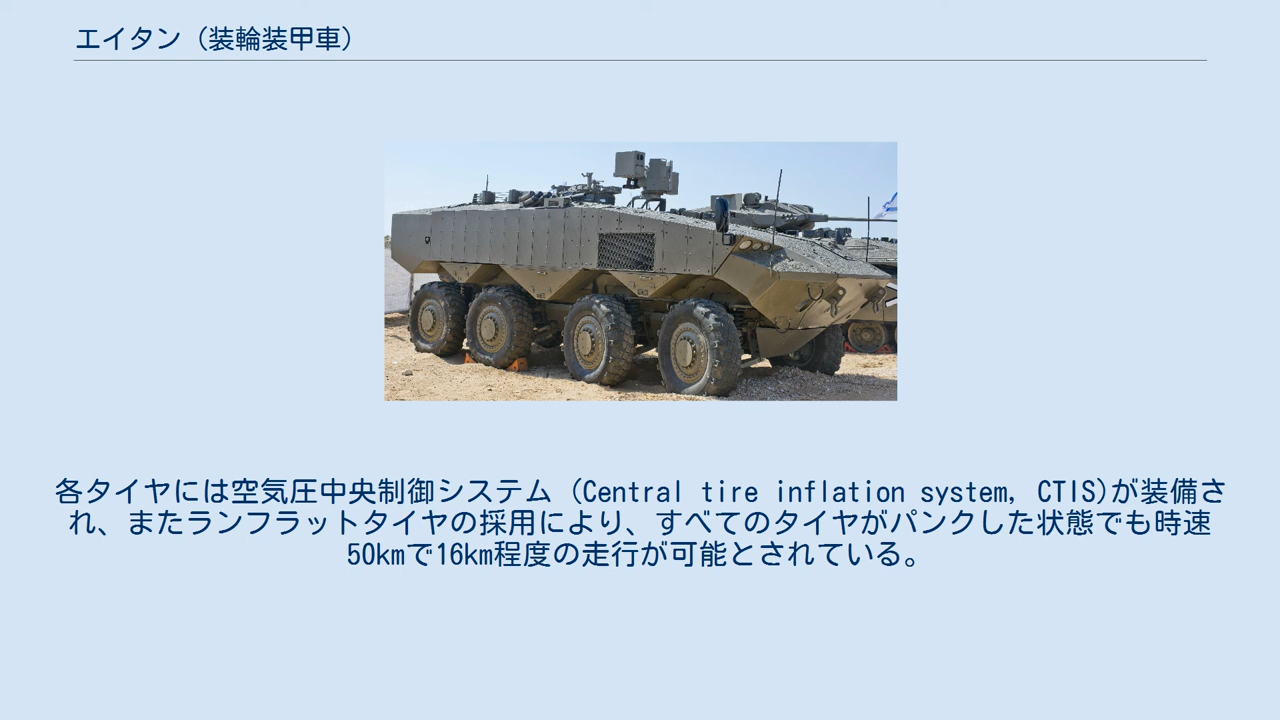 エイタン（装輪装甲車）
各タイヤには空気圧中央制御システム（Central tire inflation system, CTIS)が装備さ
れ、またランフラットタイヤの採用により、すべてのタイヤがパンクした状態でも時速
50kmで16km程度の走行が可能とされている。